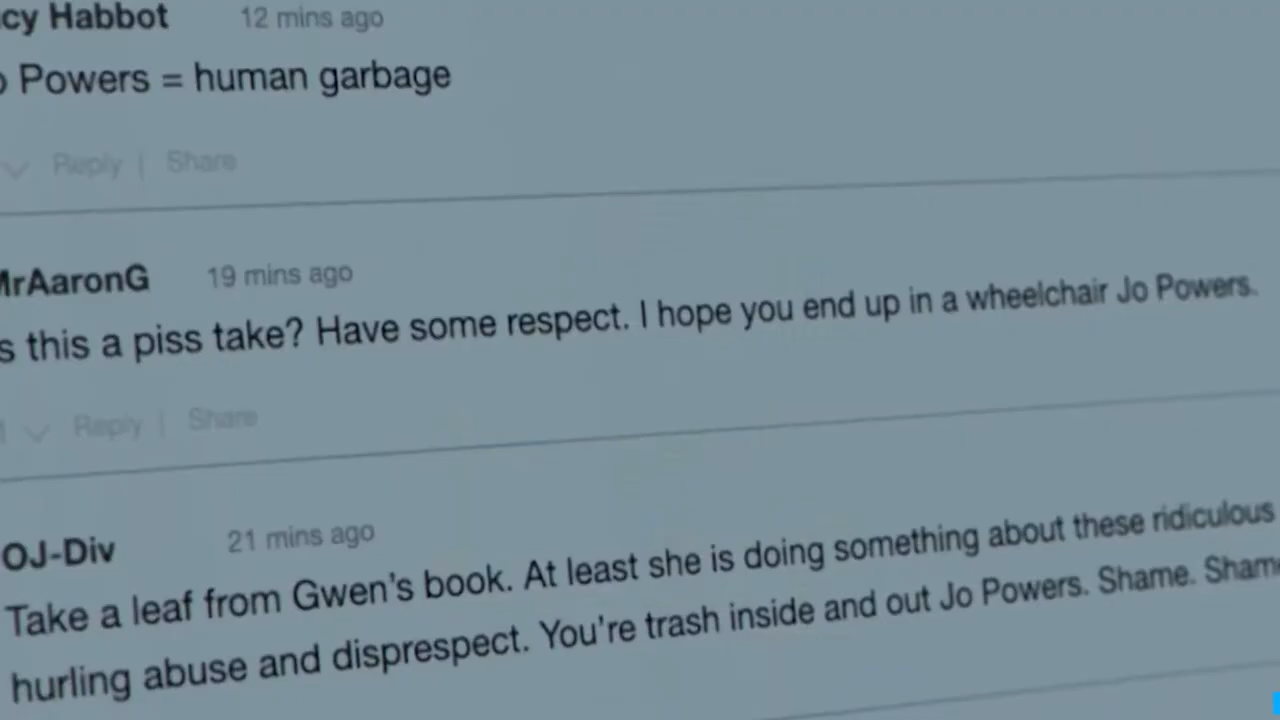 cy Habbot 12 mins ago
o Powers = human garbage
Reply | Share
MrAaronG 19 mins ago
s this a piss take? Have some respect. I hope you end up in a wheelchair Jo Powers.
Reply | Share
OJ-Div 21 mins ago
Take a leaf from Gwen's book. At least she is doing something about these ridiculous
hurling abuse and disprespect. You're trash inside and out Jo Powers. Shame. Sham